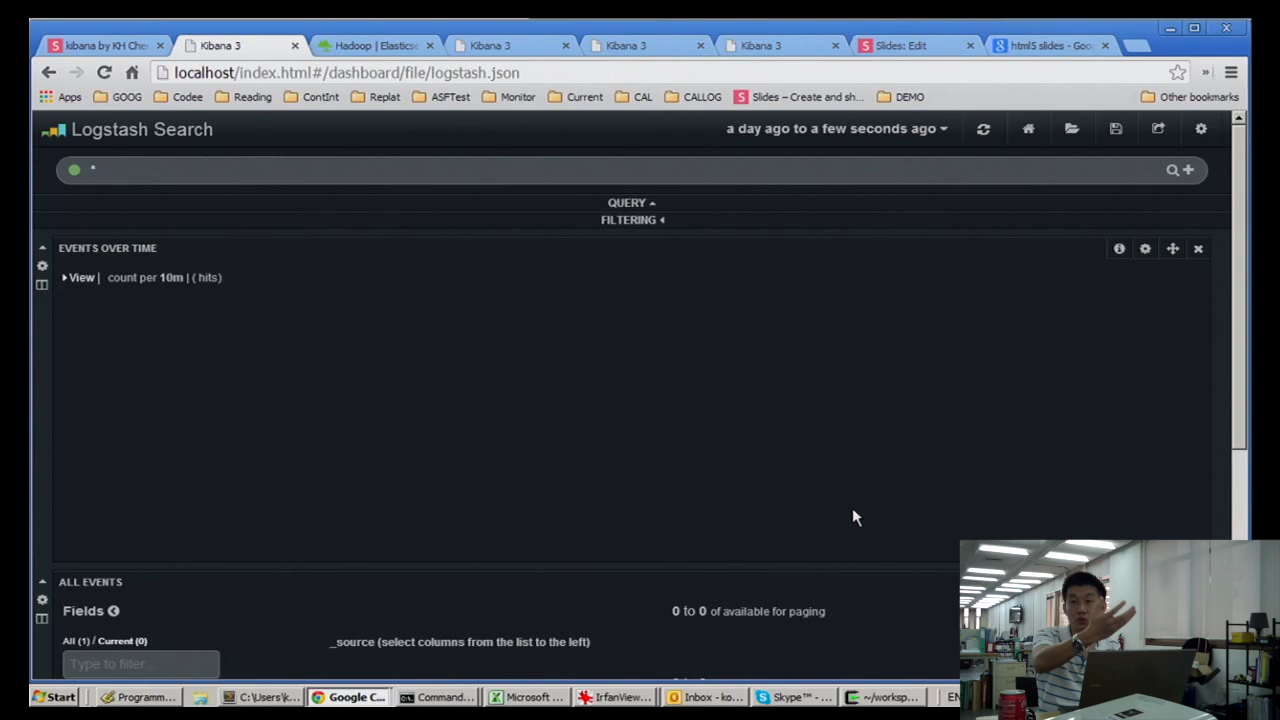 kibana by KH Che
Kibana 3
Hadoop | Elasticse
Kibana 3
Kibana 3
Kibana 3
Slides: Edit
html5 slides - Goo
localhost/index.html#/dashboard/file/logstash.json
Apps
GOOG
Codee
Reading
ContInt
Replat
ASFTest
Monitor
Current
CAL
CALLOG
Slides – Create and sh...
DEMO
Other bookmarks
Logstash Search
a day ago to a few seconds ago
*
QUERY
FILTERING
EVENTS OVER TIME
View | count per 10m | ( hits)
ALL EVENTS
Fields
0 to 0 of available for paging
All (1) / Current (0)
_source (select columns from the list to the left)
Type to filter...
Start
Programm...
C:\Users\k...
Google C...
Command...
Microsoft ...
IrfanView...
Inbox - ko...
Skype™ - ...
~/worksp...
EN